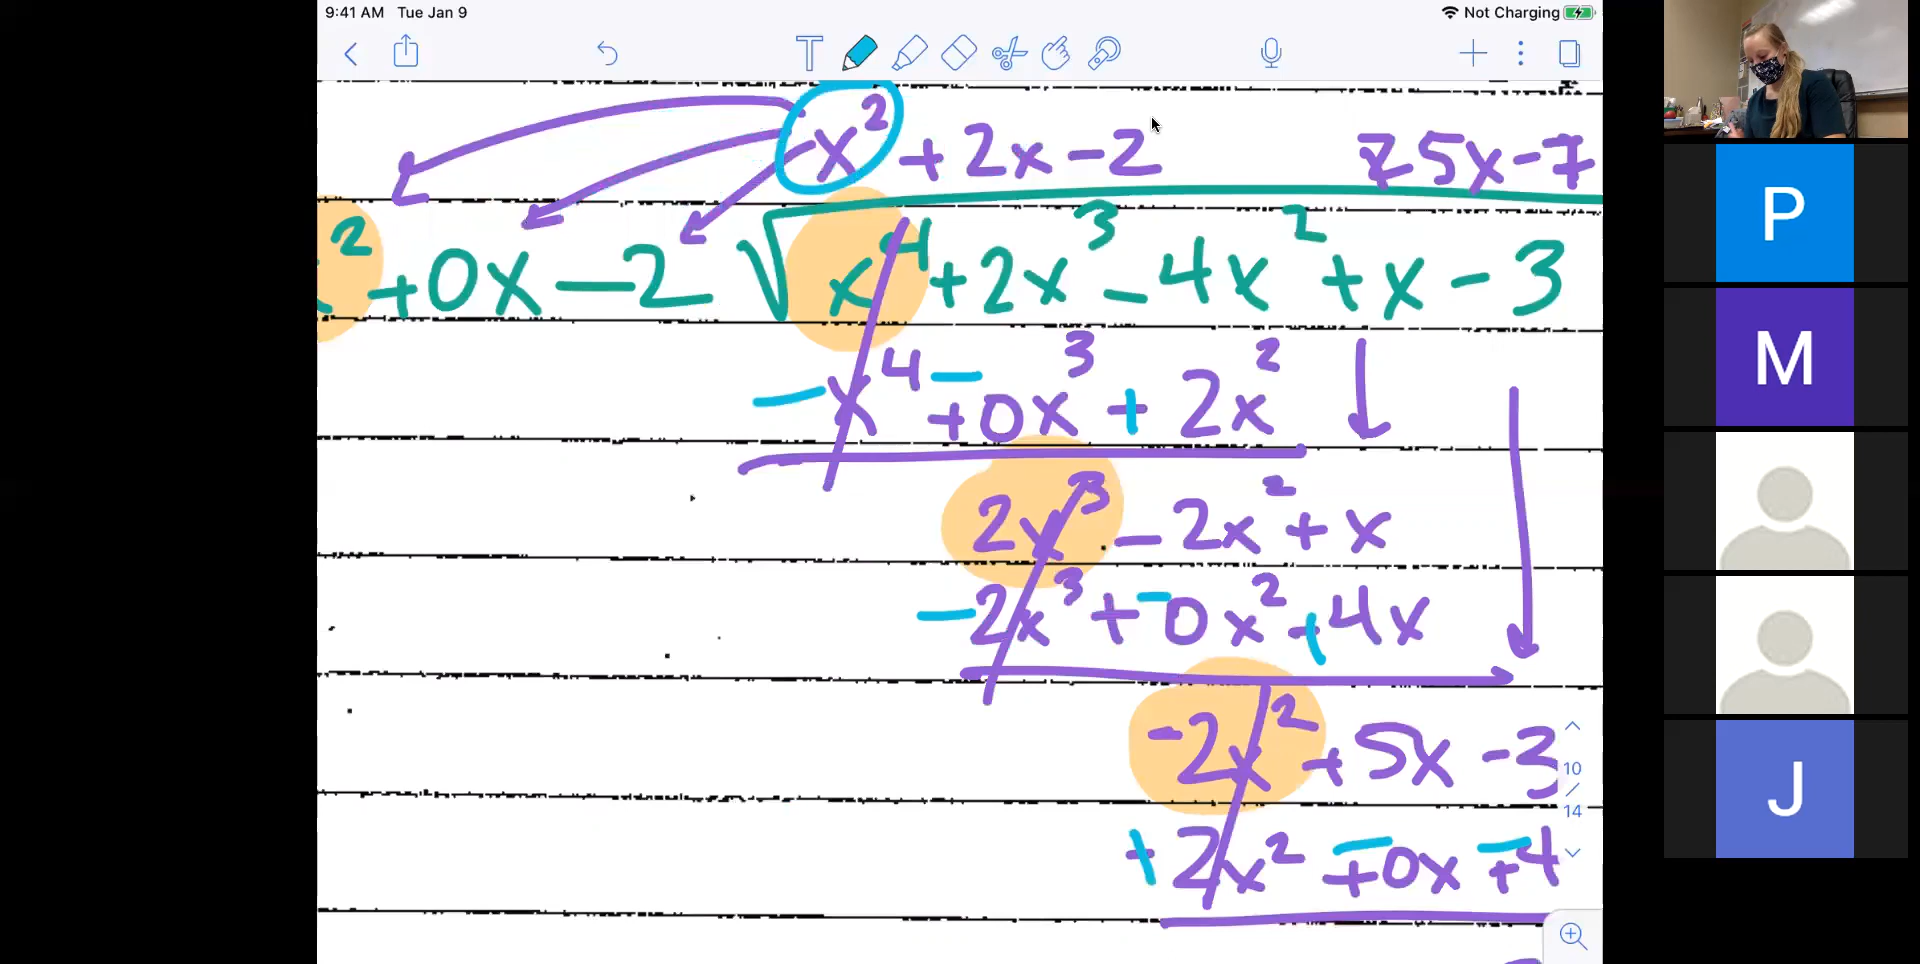 9:41 AM Tue Jan 9
Not Charging
x² + 2x - 2
5x - 7
² + 0x - 2 √ x⁴ + 2x³ - 4x² + x - 3
- x⁴ + 0x³ + 2x²
2x³ - 2x² + x
- 2x³ + 0x² + 4x
-2x² + 5x - 3
+ 2x² + 0x + 4
10
/
14
P
M
J